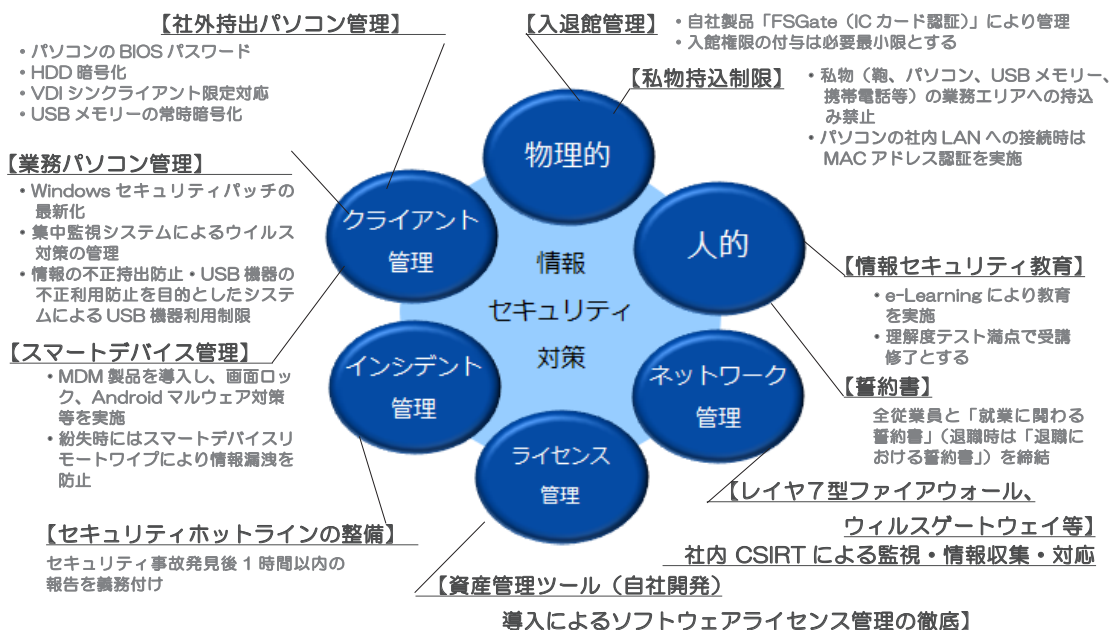 【社外持出パソコン管理】
・パソコンの BIOS パスワード
・HDD 暗号化
・VDI シンクライアント限定対応
・USB メモリーの常時暗号化
【業務パソコン管理】
・Windows セキュリティパッチの
最新化
・集中監視システムによるウイルス
対策の管理
・情報の不正持出防止・USB 機器の
不正利用防止を目的としたシステ
ムによる USB 機器利用制限
【スマートデバイス管理】
・MDM 製品を導入し、画面ロッ
ク、Android マルウェア対策
等を実施
・紛失時にはスマートデバイスリ
モートワイプにより情報漏洩を
防止
【セキュリティホットラインの整備】
セキュリティ事故発見後 1 時間以内の
報告を義務付け
【入退館管理】
・自社製品「FSGate（IC カード認証）」により管理
・入館権限の付与は必要最小限とする
【私物持込制限】
・私物（鞄、パソコン、USB メモリー、
携帯電話等）の業務エリアへの持込
み禁止
・パソコンの社内 LAN への接続時は
MAC アドレス認証を実施
物理的
クライアント
管理
人的
情報
セキュリティ
対策
インシデント
管理
ネットワーク
管理
ライセンス
管理
【情報セキュリティ教育】
・e-Learning により教育
を実施
・理解度テスト満点で受講
修了とする
【誓約書】
全従業員と「就業に関わる
誓約書」（退職時は「退職に
おける誓約書」）を締結
【レイヤ７型ファイアウォール、
ウィルスゲートウェイ等】
社内 CSIRT による監視・情報収集・対応
【資産管理ツール（自社開発）
導入によるソフトウェアライセンス管理の徹底】